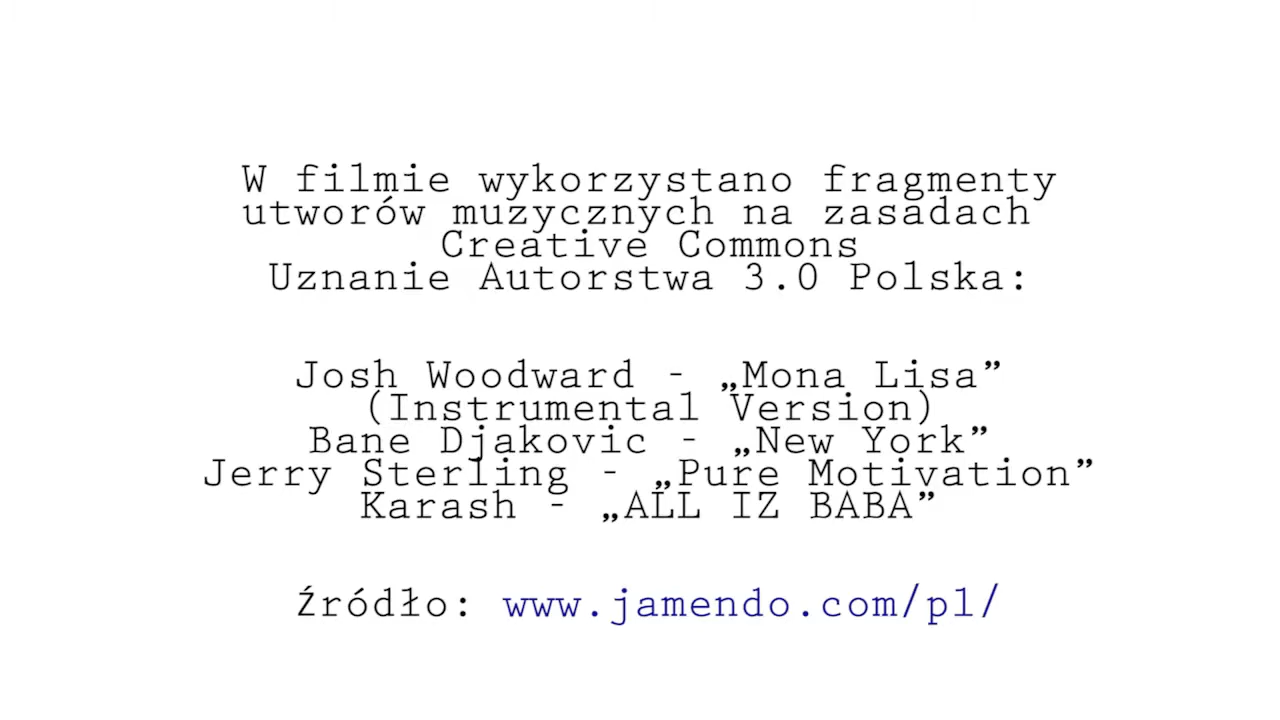 W filmie wykorzystano fragmenty
utworów muzycznych na zasadach
Creative Commons
Uznanie Autorstwa 3.0 Polska:
Josh Woodward - „Mona Lisa”
(Instrumental Version)
Bane Djakovic - „New York”
Jerry Sterling - „Pure Motivation”
Karash - „ALL IZ BABA”
Źródło: www.jamendo.com/pl/